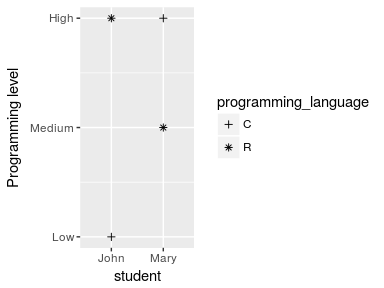 Programming level
High
Medium
Low
John Mary
student
programming_language
C
R